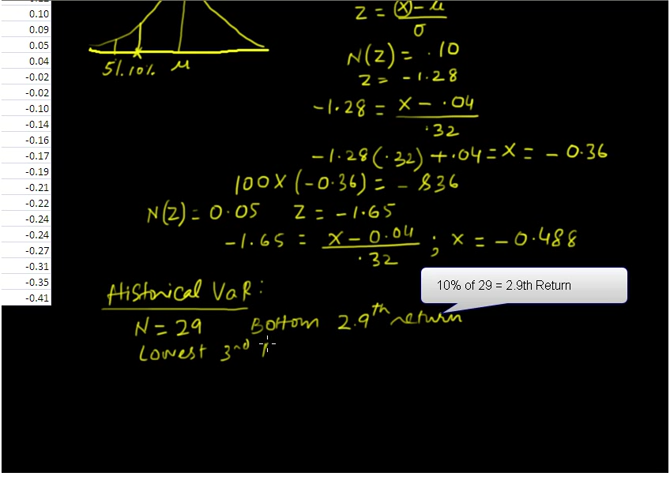 0.10
0.09
0.05
0.04
-0.02
-0.02
-0.10
-0.14
-0.16
-0.17
-0.19
-0.21
-0.22
-0.24
-0.24
-0.27
-0.31
-0.35
-0.41
5% 10% μ
Z = (x) - μ / σ
N(Z) = .10
Z = -1.28
-1.28 = x - .04 / .32
-1.28(.32) + .04 = x = -0.36
100 x (-0.36) = -$36
N(Z) = 0.05 Z = -1.65
-1.65 = x - 0.04 / .32 ; x = -0.488
Historical VaR:
10% of 29 = 2.9th Return
N = 29 Bottom 2.9th return
Lowest 3nd